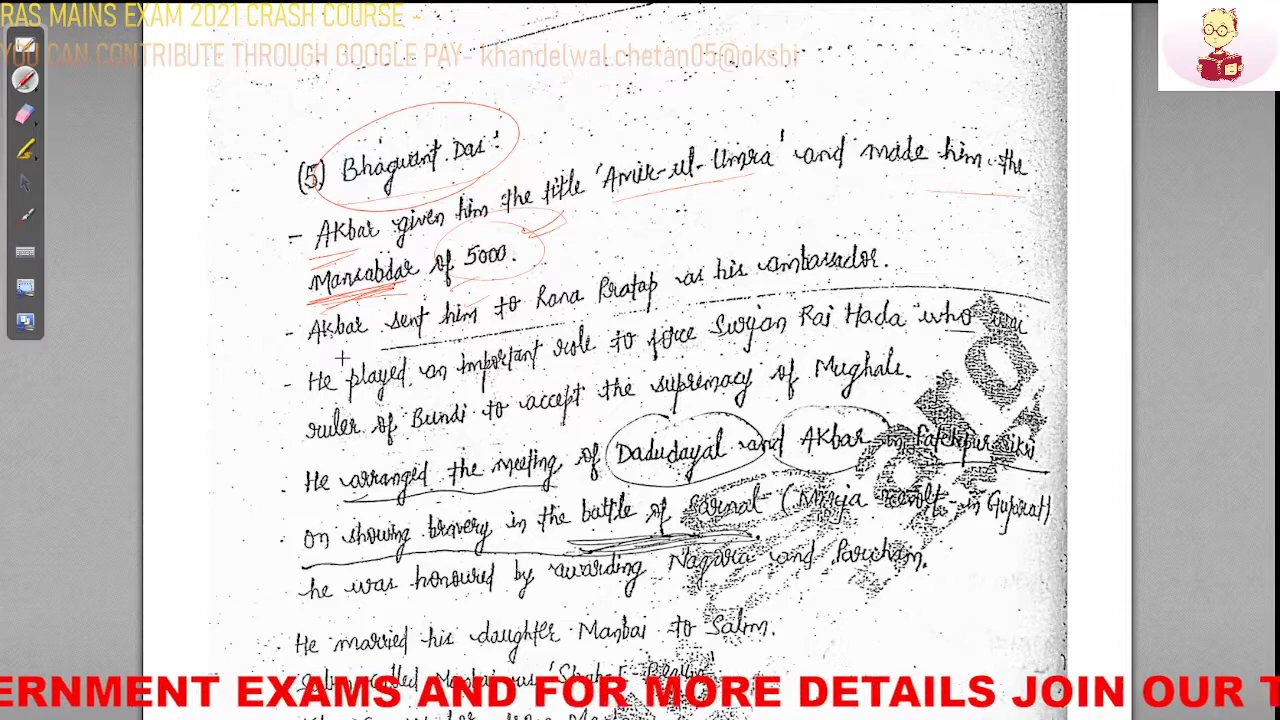 RAS MAINS EXAM 2021 CRASH COURSE -
YOU CAN CONTRIBUTE THROUGH GOOGLE PAY- khandelwal.chetan05@oksbi
(5) Bhagwant Das:
- Akbar given him the title 'Amir-ul-Umra' and made him the
Mansabdar of 5000.
- Akbar sent him to Rana Pratap as his ambassador.
- He played an important role to force Surjan Rai Hada who
ruler of Bundi to accept the supremacy of Mughals.
. He arranged the meeting of Dadudayal and Akbar in Fatehpur sikri.
. on showing bravery in the battle of Sarnal (Mirja revolt in Gujarat)
he was honoured by awarding Nagara and Parcham.
He married his daughter Manbai to Salim.
ERNMENT EXAMS AND FOR MORE DETAILS JOIN OUR T